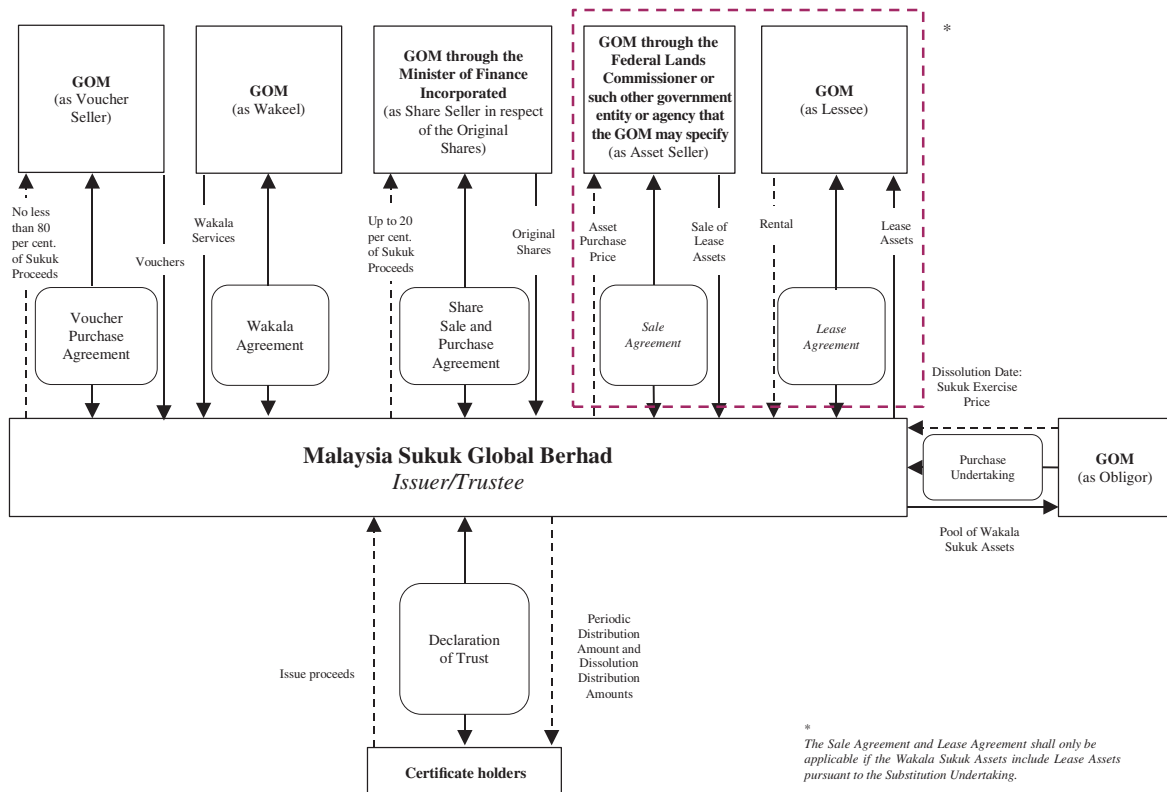 GOM
(as Voucher
Seller)
GOM
(as Wakeel)
GOM through the
Minister of Finance
Incorporated
(as Share Seller in respect
of the Original
Shares)
GOM through the
Federal Lands
Commissioner or
such other government
entity or agency that
the GOM may specify
(as Asset Seller)
GOM
(as Lessee)
*
No less
than 80
per cent.
of Sukuk
Proceeds
Vouchers
Wakala
Services
Up to 20
per cent.
of Sukuk
Proceeds
Original
Shares
Asset
Purchase
Price
Sale of
Lease
Assets
Rental
Lease
Assets
Voucher
Purchase
Agreement
Wakala
Agreement
Share
Sale and
Purchase
Agreement
Sale
Agreement
Lease
Agreement
Dissolution Date:
Sukuk Exercise
Price
Malaysia Sukuk Global Berhad
Issuer/Trustee
Purchase
Undertaking
GOM
(as Obligor)
Pool of Wakala
Sukuk Assets
Issue proceeds
Declaration
of Trust
Periodic
Distribution
Amount and
Dissolution
Distribution
Amounts
Certificate holders
*
The Sale Agreement and Lease Agreement shall only be
applicable if the Wakala Sukuk Assets include Lease Assets
pursuant to the Substitution Undertaking.